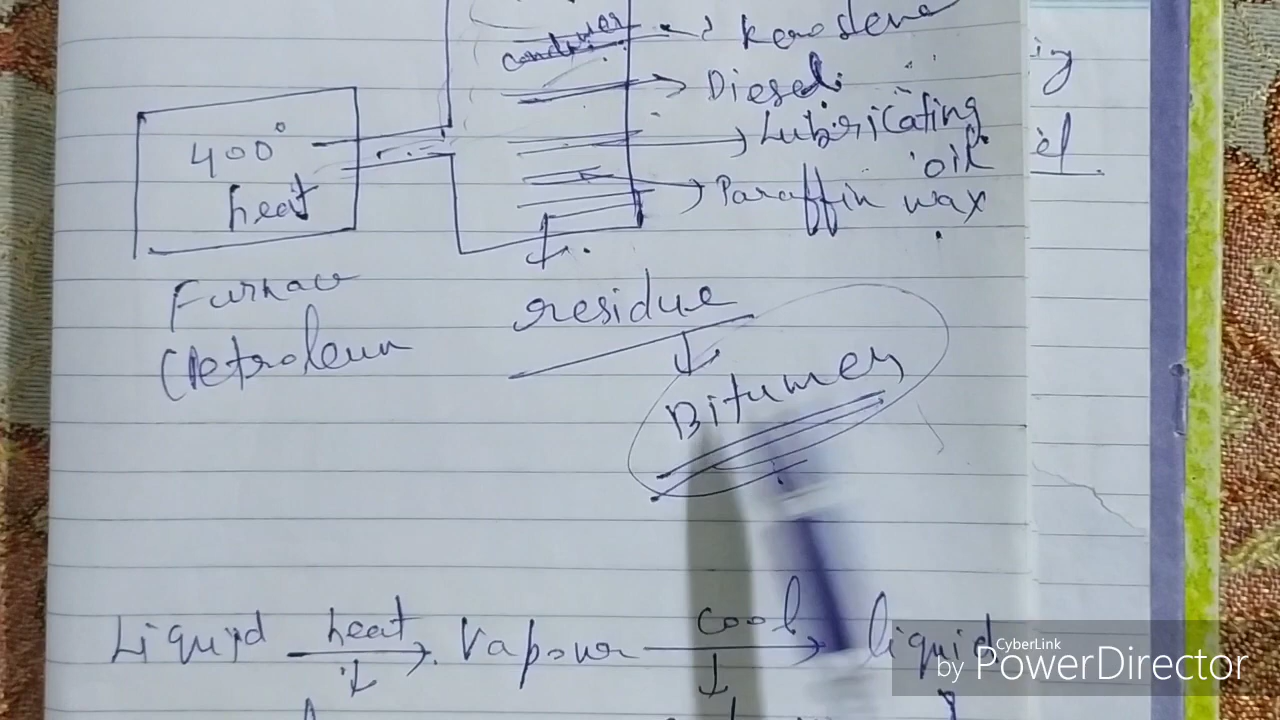 condenser
kerosene
Diesel
Lubricating
oil
Paraffin wax
400°
heat
Furnace
(Petroleum
residue
Bitumen
Liquid heat Vapour cool liquid
CyberLink
by PowerDirector